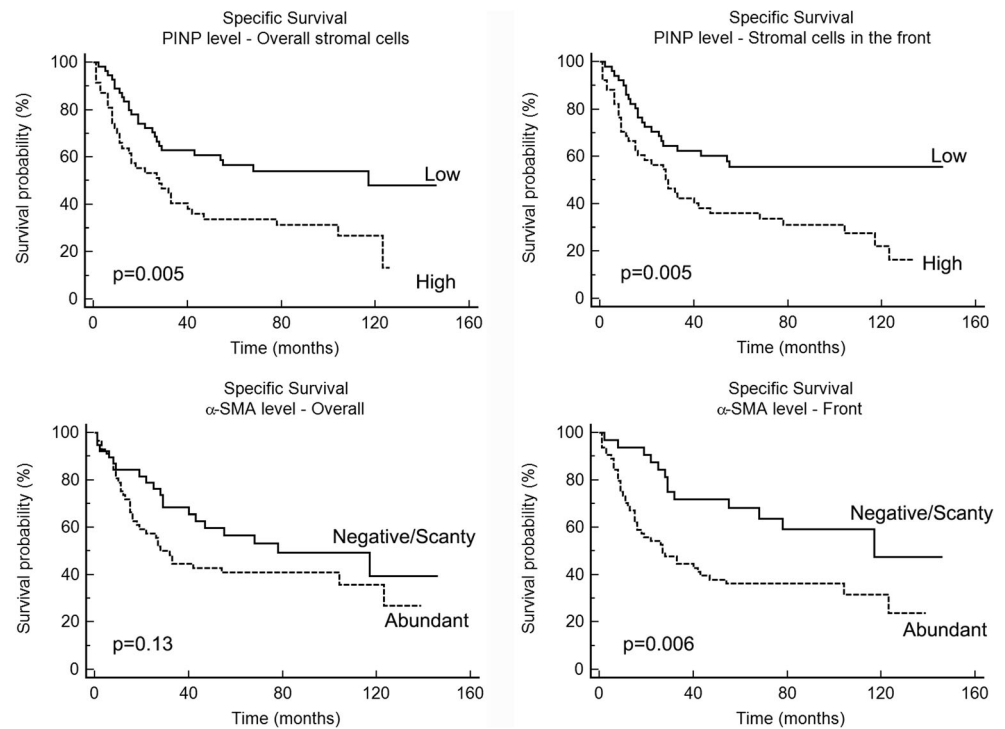 Specific Survival
PINP level - Overall stromal cells
Survival probability (%)
100
80
60
40
20
0
Low
High
p=0.005
0 40 80 120 160
Time (months)
Specific Survival
PINP level - Stromal cells in the front
Survival probability (%)
100
80
60
40
20
0
Low
High
p=0.005
0 40 80 120 160
Time (months)
Specific Survival
α-SMA level - Overall
Survival probability (%)
100
80
60
40
20
0
Negative/Scanty
Abundant
p=0.13
0 40 80 120 160
Time (months)
Specific Survival
α-SMA level - Front
Survival probability (%)
100
80
60
40
20
0
Negative/Scanty
Abundant
p=0.006
0 40 80 120 160
Time (months)